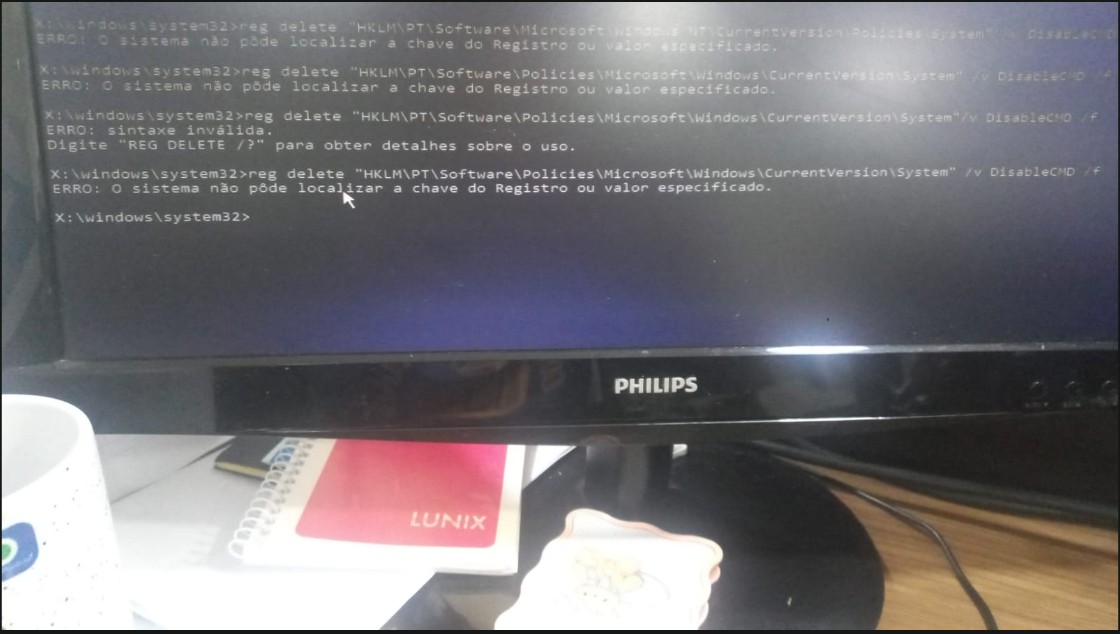 X:\windows\system32>reg delete "HKLM\PT\Software\Microsoft\Windows NT\CurrentVersion\Policies\System" /v DisableCMD
ERRO: O sistema não pôde localizar a chave do Registro ou valor especificado.
X:\windows\system32>reg delete "HKLM\PT\Software\Policies\Microsoft\Windows\CurrentVersion\System" /v DisableCMD /f
ERRO: O sistema não pôde localizar a chave do Registro ou valor especificado.
X:\windows\system32>reg delete "HKLM\PT\Software\Policies\Microsoft\Windows\CurrentVersion\System"/v DisableCMD /f
ERRO: sintaxe inválida.
Digite "REG DELETE /?" para obter detalhes sobre o uso.
X:\windows\system32>reg delete "HKLM\PT\Software\Policies\Microsoft\Windows\CurrentVersion\System" /v DisableCMD /f
ERRO: O sistema não pôde localizar a chave do Registro ou valor especificado.
X:\windows\system32>
PHILIPS
LUNIX